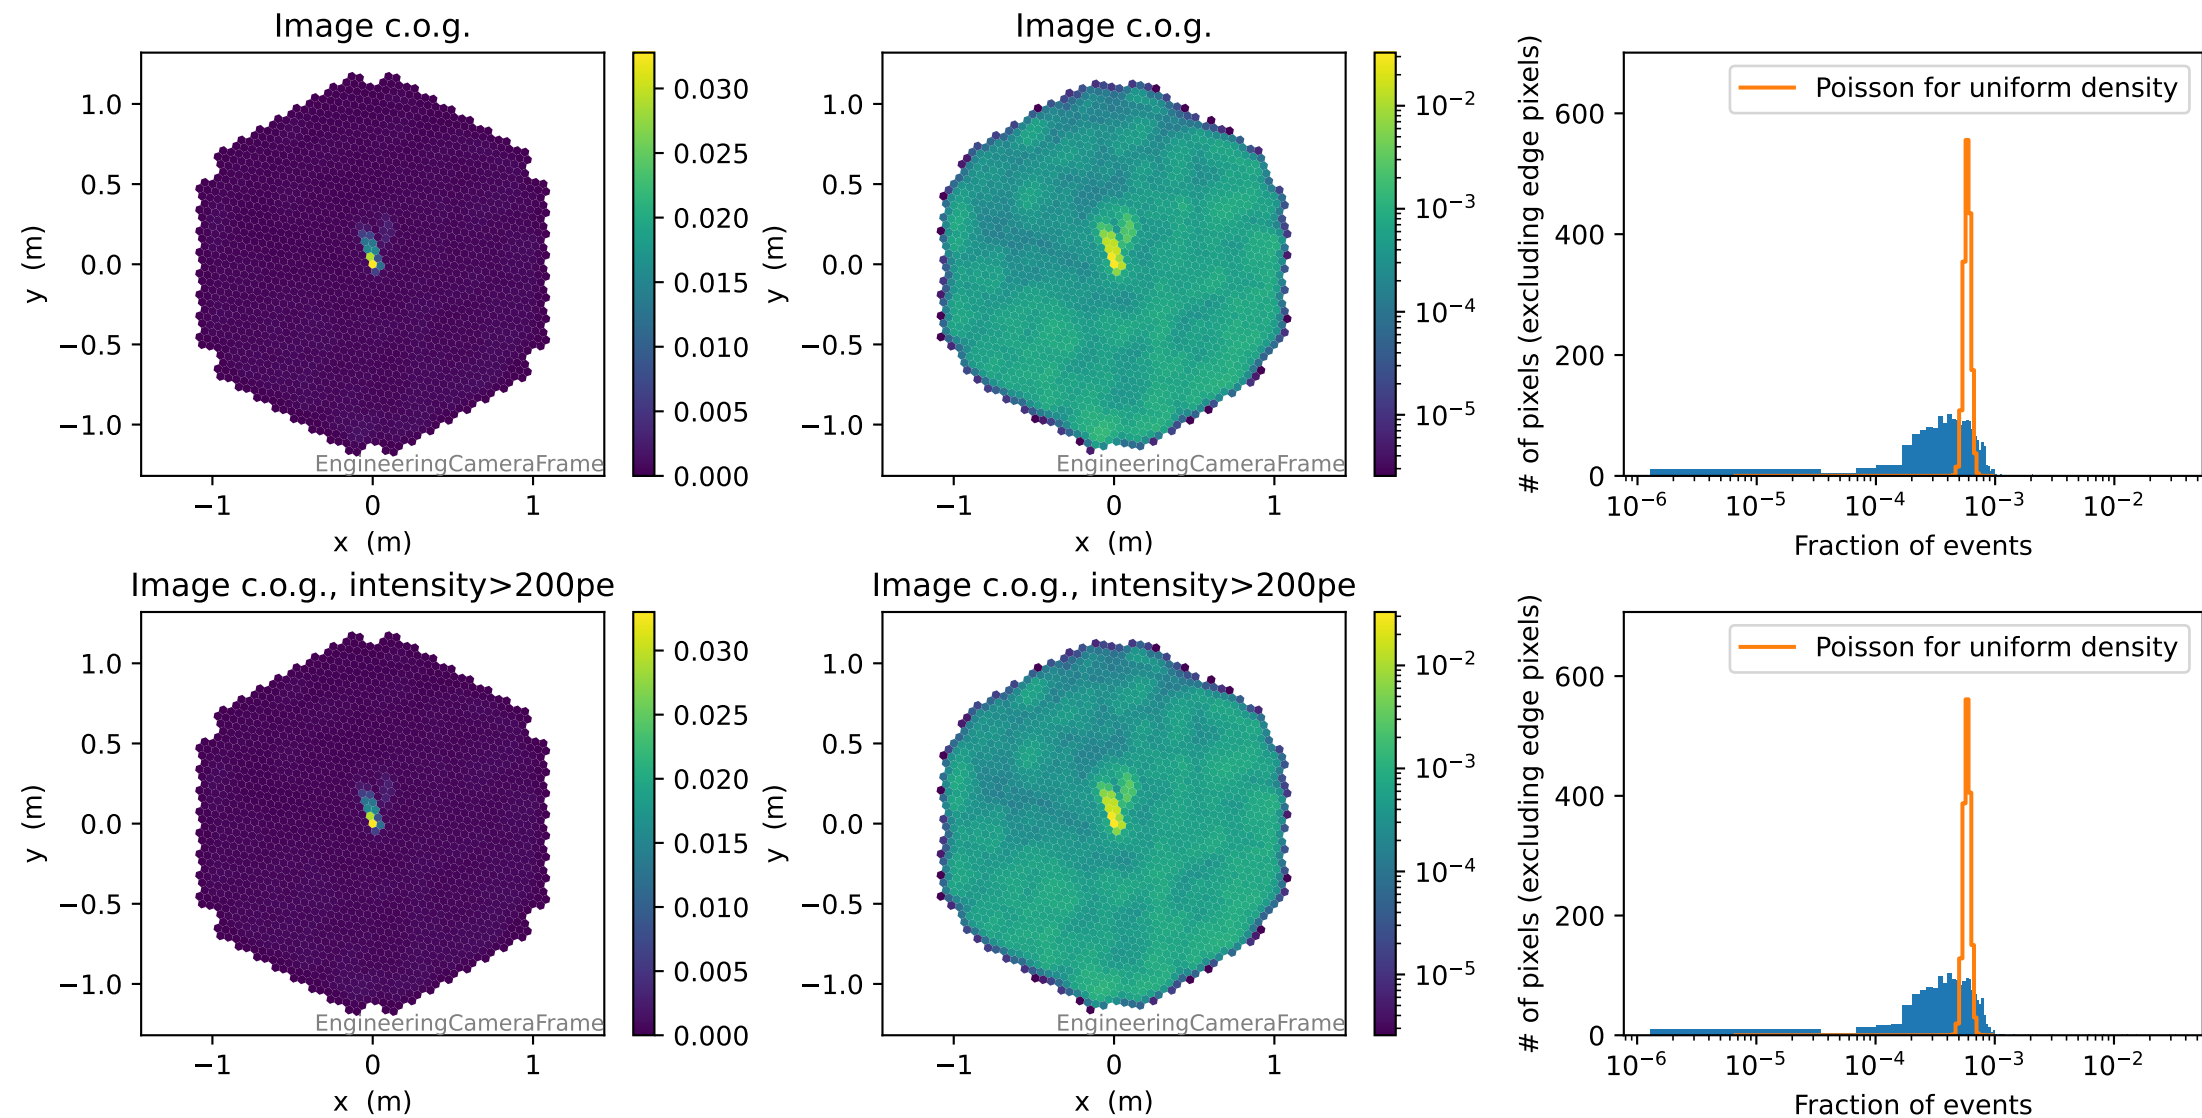 Image c.o.g.
1.0
0.5
0.0
−0.5
−1.0
y (m)
−1 0 1
x (m)
EngineeringCameraFrame
0.030
0.025
0.020
0.015
0.010
0.005
0.000
Image c.o.g.
1.0
0.5
0.0
−0.5
−1.0
y (m)
−1 0 1
x (m)
EngineeringCameraFrame
10⁻²
10⁻³
10⁻⁴
10⁻⁵
Poisson for uniform density
600
400
200
0
# of pixels (excluding edge pixels)
10⁻⁶ 10⁻⁵ 10⁻⁴ 10⁻³ 10⁻²
Fraction of events
Image c.o.g., intensity>200pe
1.0
0.5
0.0
−0.5
−1.0
y (m)
−1 0 1
x (m)
EngineeringCameraFrame
0.030
0.025
0.020
0.015
0.010
0.005
0.000
Image c.o.g., intensity>200pe
1.0
0.5
0.0
−0.5
−1.0
y (m)
−1 0 1
x (m)
EngineeringCameraFrame
10⁻²
10⁻³
10⁻⁴
10⁻⁵
Poisson for uniform density
600
400
200
0
# of pixels (excluding edge pixels)
10⁻⁶ 10⁻⁵ 10⁻⁴ 10⁻³ 10⁻²
Fraction of events